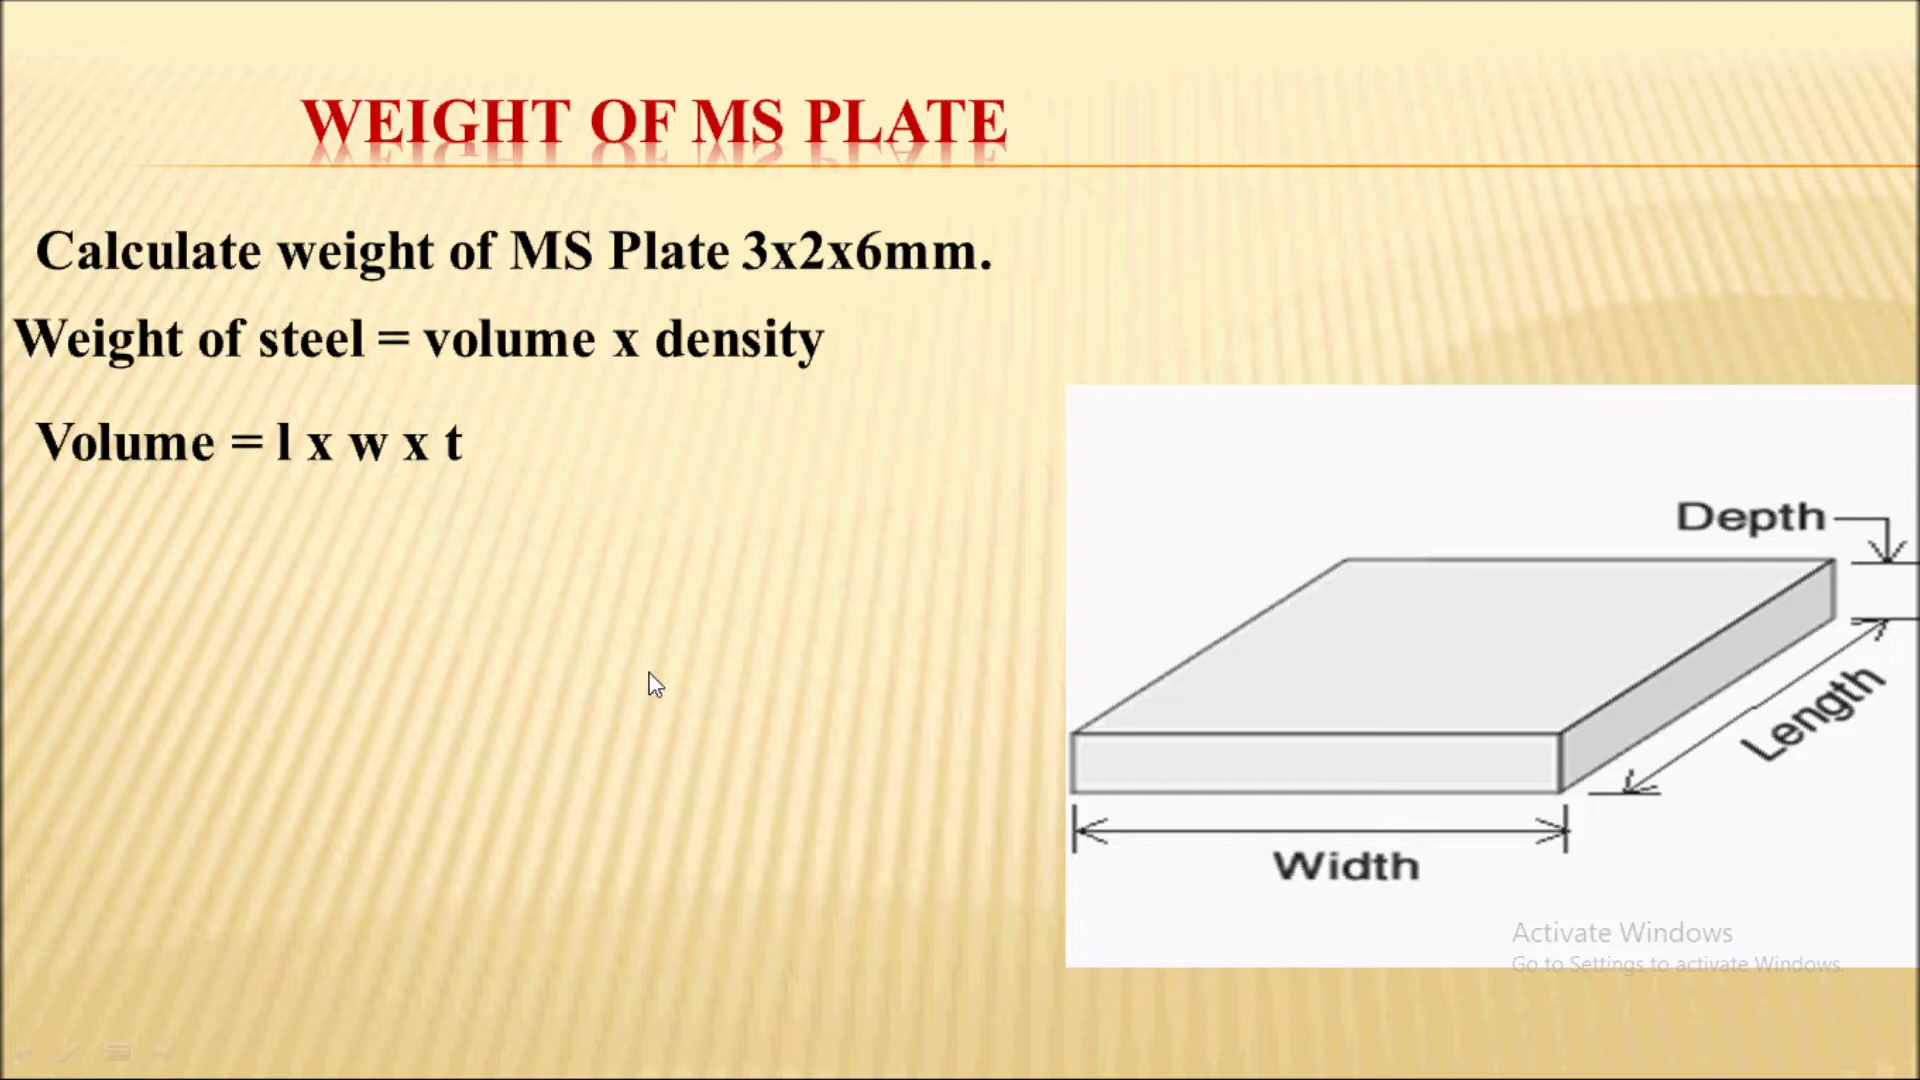 WEIGHT OF MS PLATE
Calculate weight of MS Plate 3x2x6mm.
Weight of steel = volume x density
Volume = l x w x t
Depth
Length
Width
Activate Windows
Go to Settings to activate Windows.